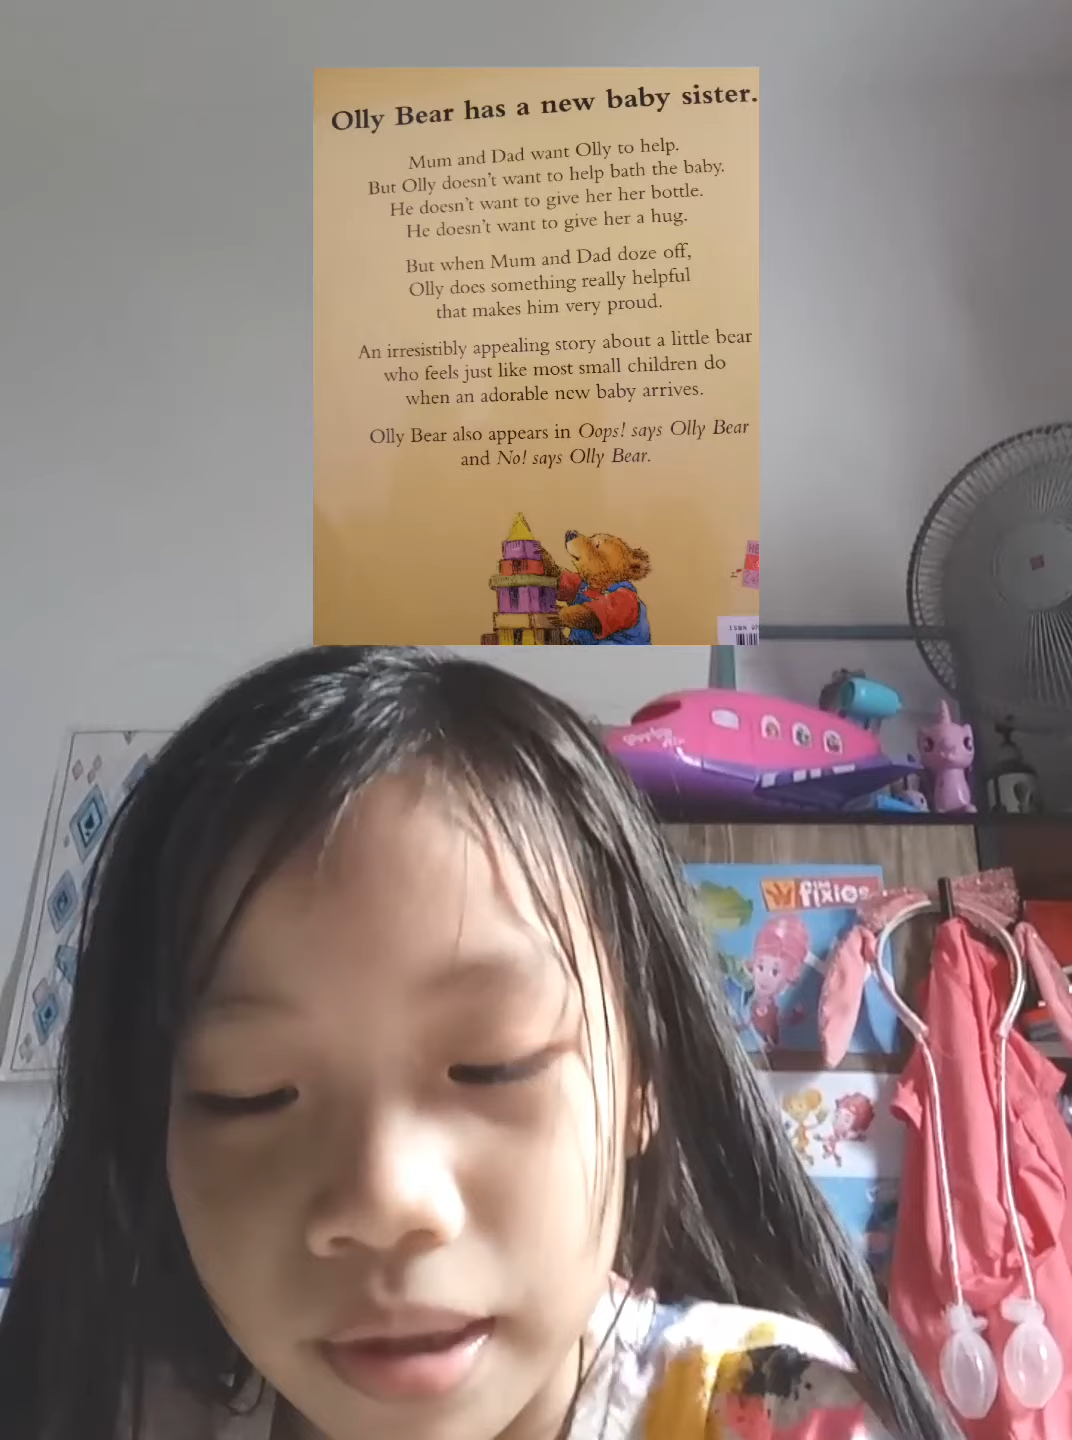 Olly Bear has a new baby sister.
Mum and Dad want Olly to help.
But Olly doesn't want to help bath the baby.
He doesn't want to give her her bottle.
He doesn't want to give her a hug.
But when Mum and Dad doze off,
Olly does something really helpful
that makes him very proud.
An irresistibly appealing story about a little bear
who feels just like most small children do
when an adorable new baby arrives.
Olly Bear also appears in Oops! says Olly Bear
and No! says Olly Bear.
ISBN
fixies